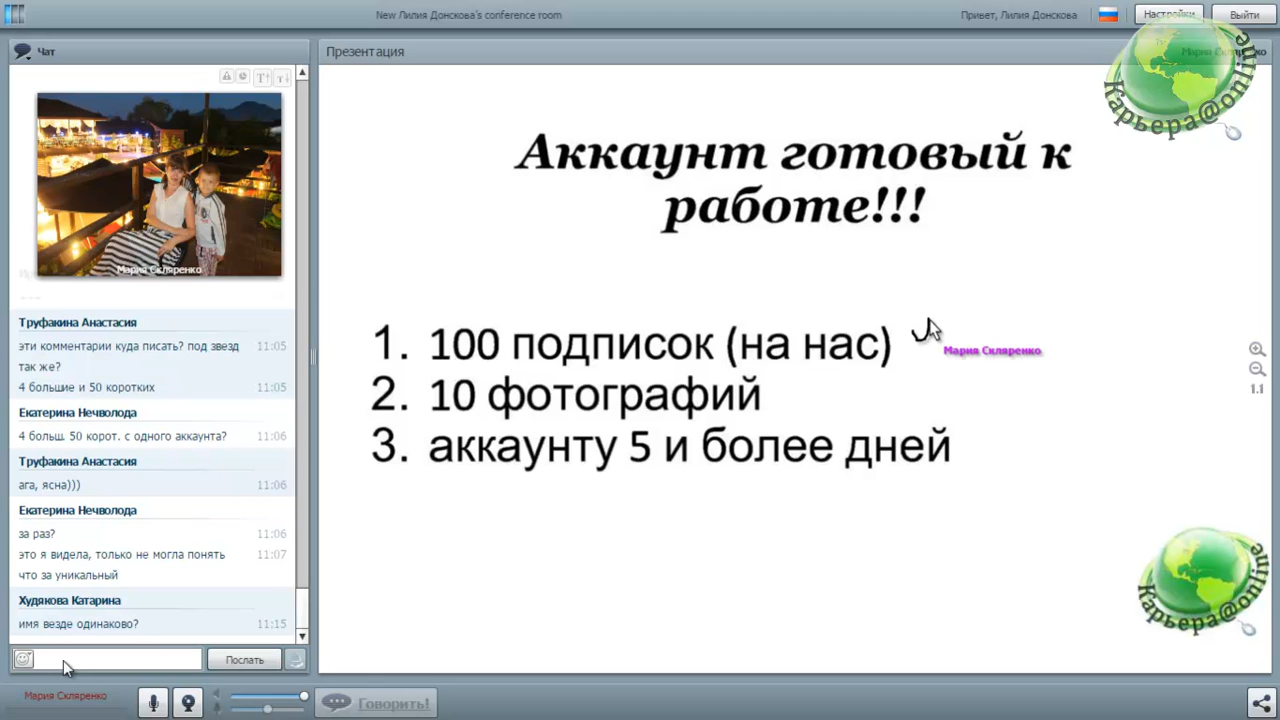 New Лилия Донскова's conference room
Привет, Лилия Донскова
Настройки
Выйти
Чат
Мария Скляренко
Труфакина Анастасия
эти комментарии куда писать? под звезд 11:05
так же?
4 большие и 50 коротких 11:05
Екатерина Нечволода
4 больш. 50 корот. с одного аккаунта? 11:06
Труфакина Анастасия
ага, ясна))) 11:06
Екатерина Нечволода
за раз? 11:06
это я видела, только не могла понять 11:07
что за уникальный
Худякова Катарина
имя везде одинаково? 11:15
Послать
Мария Скляренко
Говорить!
Презентация
Мария Скляренко
Карьера@online
Аккаунт готовый к
работе!!!
1. 100 подписок (на нас)
Мария Скляренко
2. 10 фотографий
3. аккаунту 5 и более дней
1:1
Карьера@online